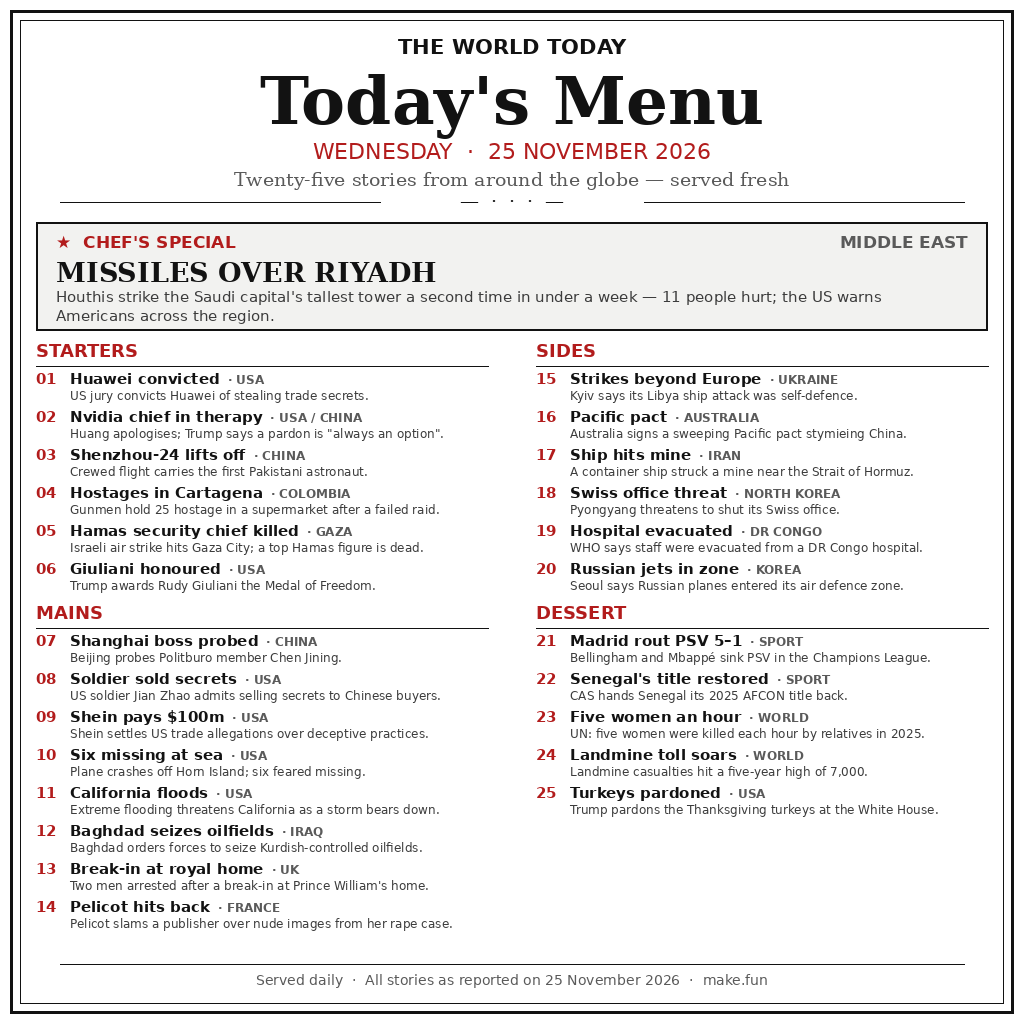 THE WORLD TODAY
Today's Menu
WEDNESDAY · 25 NOVEMBER 2026
Twenty-five stories from around the globe — served fresh
— · · · —
★ CHEF'S SPECIAL
MIDDLE EAST
MISSILES OVER RIYADH
Houthis strike the Saudi capital's tallest tower a second time in under a week — 11 people hurt; the US warns
Americans across the region.
STARTERS
01 Huawei convicted · USA
US jury convicts Huawei of stealing trade secrets.
02 Nvidia chief in therapy · USA / CHINA
Huang apologises; Trump says a pardon is "always an option".
03 Shenzhou-24 lifts off · CHINA
Crewed flight carries the first Pakistani astronaut.
04 Hostages in Cartagena · COLOMBIA
Gunmen hold 25 hostage in a supermarket after a failed raid.
05 Hamas security chief killed · GAZA
Israeli air strike hits Gaza City; a top Hamas figure is dead.
06 Giuliani honoured · USA
Trump awards Rudy Giuliani the Medal of Freedom.
MAINS
07 Shanghai boss probed · CHINA
Beijing probes Politburo member Chen Jining.
08 Soldier sold secrets · USA
US soldier Jian Zhao admits selling secrets to Chinese buyers.
09 Shein pays $100m · USA
Shein settles US trade allegations over deceptive practices.
10 Six missing at sea · USA
Plane crashes off Horn Island; six feared missing.
11 California floods · USA
Extreme flooding threatens California as a storm bears down.
12 Baghdad seizes oilfields · IRAQ
Baghdad orders forces to seize Kurdish-controlled oilfields.
13 Break-in at royal home · UK
Two men arrested after a break-in at Prince William's home.
14 Pelicot hits back · FRANCE
Pelicot slams a publisher over nude images from her rape case.
SIDES
15 Strikes beyond Europe · UKRAINE
Kyiv says its Libya ship attack was self-defence.
16 Pacific pact · AUSTRALIA
Australia signs a sweeping Pacific pact stymieing China.
17 Ship hits mine · IRAN
A container ship struck a mine near the Strait of Hormuz.
18 Swiss office threat · NORTH KOREA
Pyongyang threatens to shut its Swiss office.
19 Hospital evacuated · DR CONGO
WHO says staff were evacuated from a DR Congo hospital.
20 Russian jets in zone · KOREA
Seoul says Russian planes entered its air defence zone.
DESSERT
21 Madrid rout PSV 5–1 · SPORT
Bellingham and Mbappé sink PSV in the Champions League.
22 Senegal's title restored · SPORT
CAS hands Senegal its 2025 AFCON title back.
23 Five women an hour · WORLD
UN: five women were killed each hour by relatives in 2025.
24 Landmine toll soars · WORLD
Landmine casualties hit a five-year high of 7,000.
25 Turkeys pardoned · USA
Trump pardons the Thanksgiving turkeys at the White House.
Served daily · All stories as reported on 25 November 2026 · make.fun